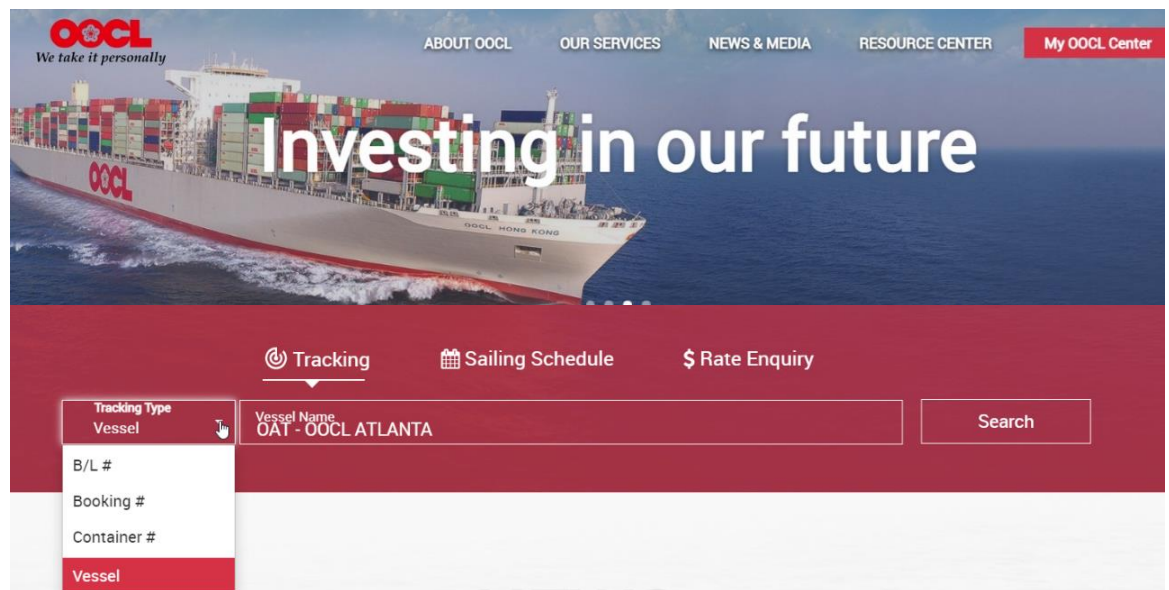 OOCL
We take it personally
ABOUT OOCL OUR SERVICES NEWS & MEDIA RESOURCE CENTER My OOCL Center
Investing in our future
OOCL
OOCL HONG KONG
Tracking Sailing Schedule $ Rate Enquiry
Tracking Type
Vessel
Vessel Name
OAT - OOCL ATLANTA
Search
B/L #
Booking #
Container #
Vessel